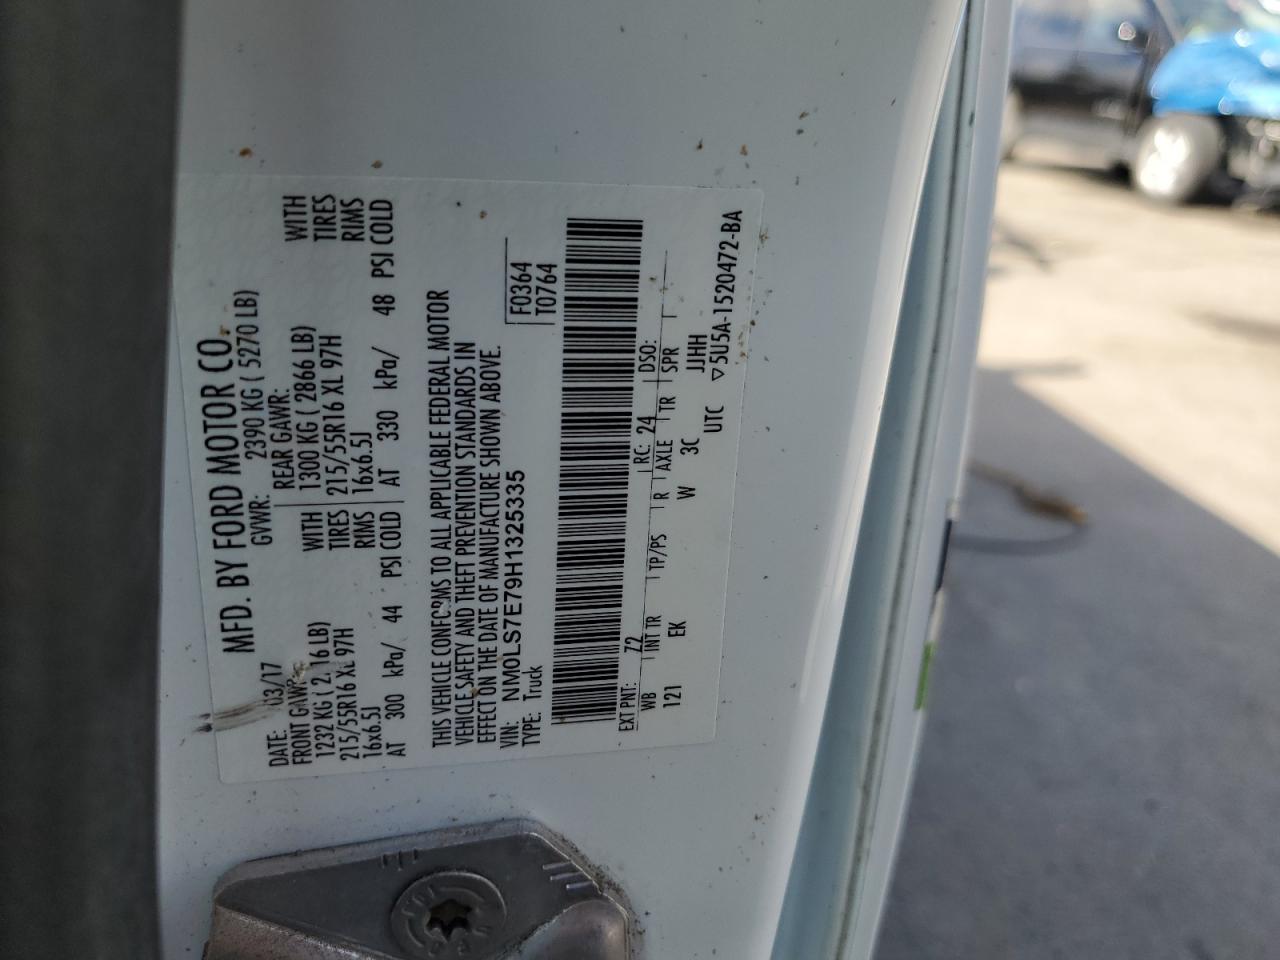 MFD. BY FORD MOTOR CO.
DATE: 03/17 GVWR: 2390 KG ( 5270 LB)
FRONT GAWR: REAR GAWR:
1232 KG ( 2 16 LB) WITH 1300 KG ( 2866 LB) WITH
215/55R16 XL 97H TIRES 215/55R16 XL 97H TIRES
16x6.5J RIMS 16x6.5J RIMS
AT 300 kPa/ 44 PSI COLD AT 330 kPa/ 48 PSI COLD
THIS VEHICLE CONFORMS TO ALL APPLICABLE FEDERAL MOTOR
VEHICLE SAFETY AND THEFT PREVENTION STANDARDS IN
EFFECT ON THE DATE OF MANUFACTURE SHOWN ABOVE.
VIN: NM0LS7E79H1325335 F0364
TYPE: Truck T0764
EXT PNT: Z2 RC: 24 DSO:
WB INT TR TP/PS R AXLE TR SPR
121 EK W 3C JJHH
UTC ▽5U5A-1520472-BA